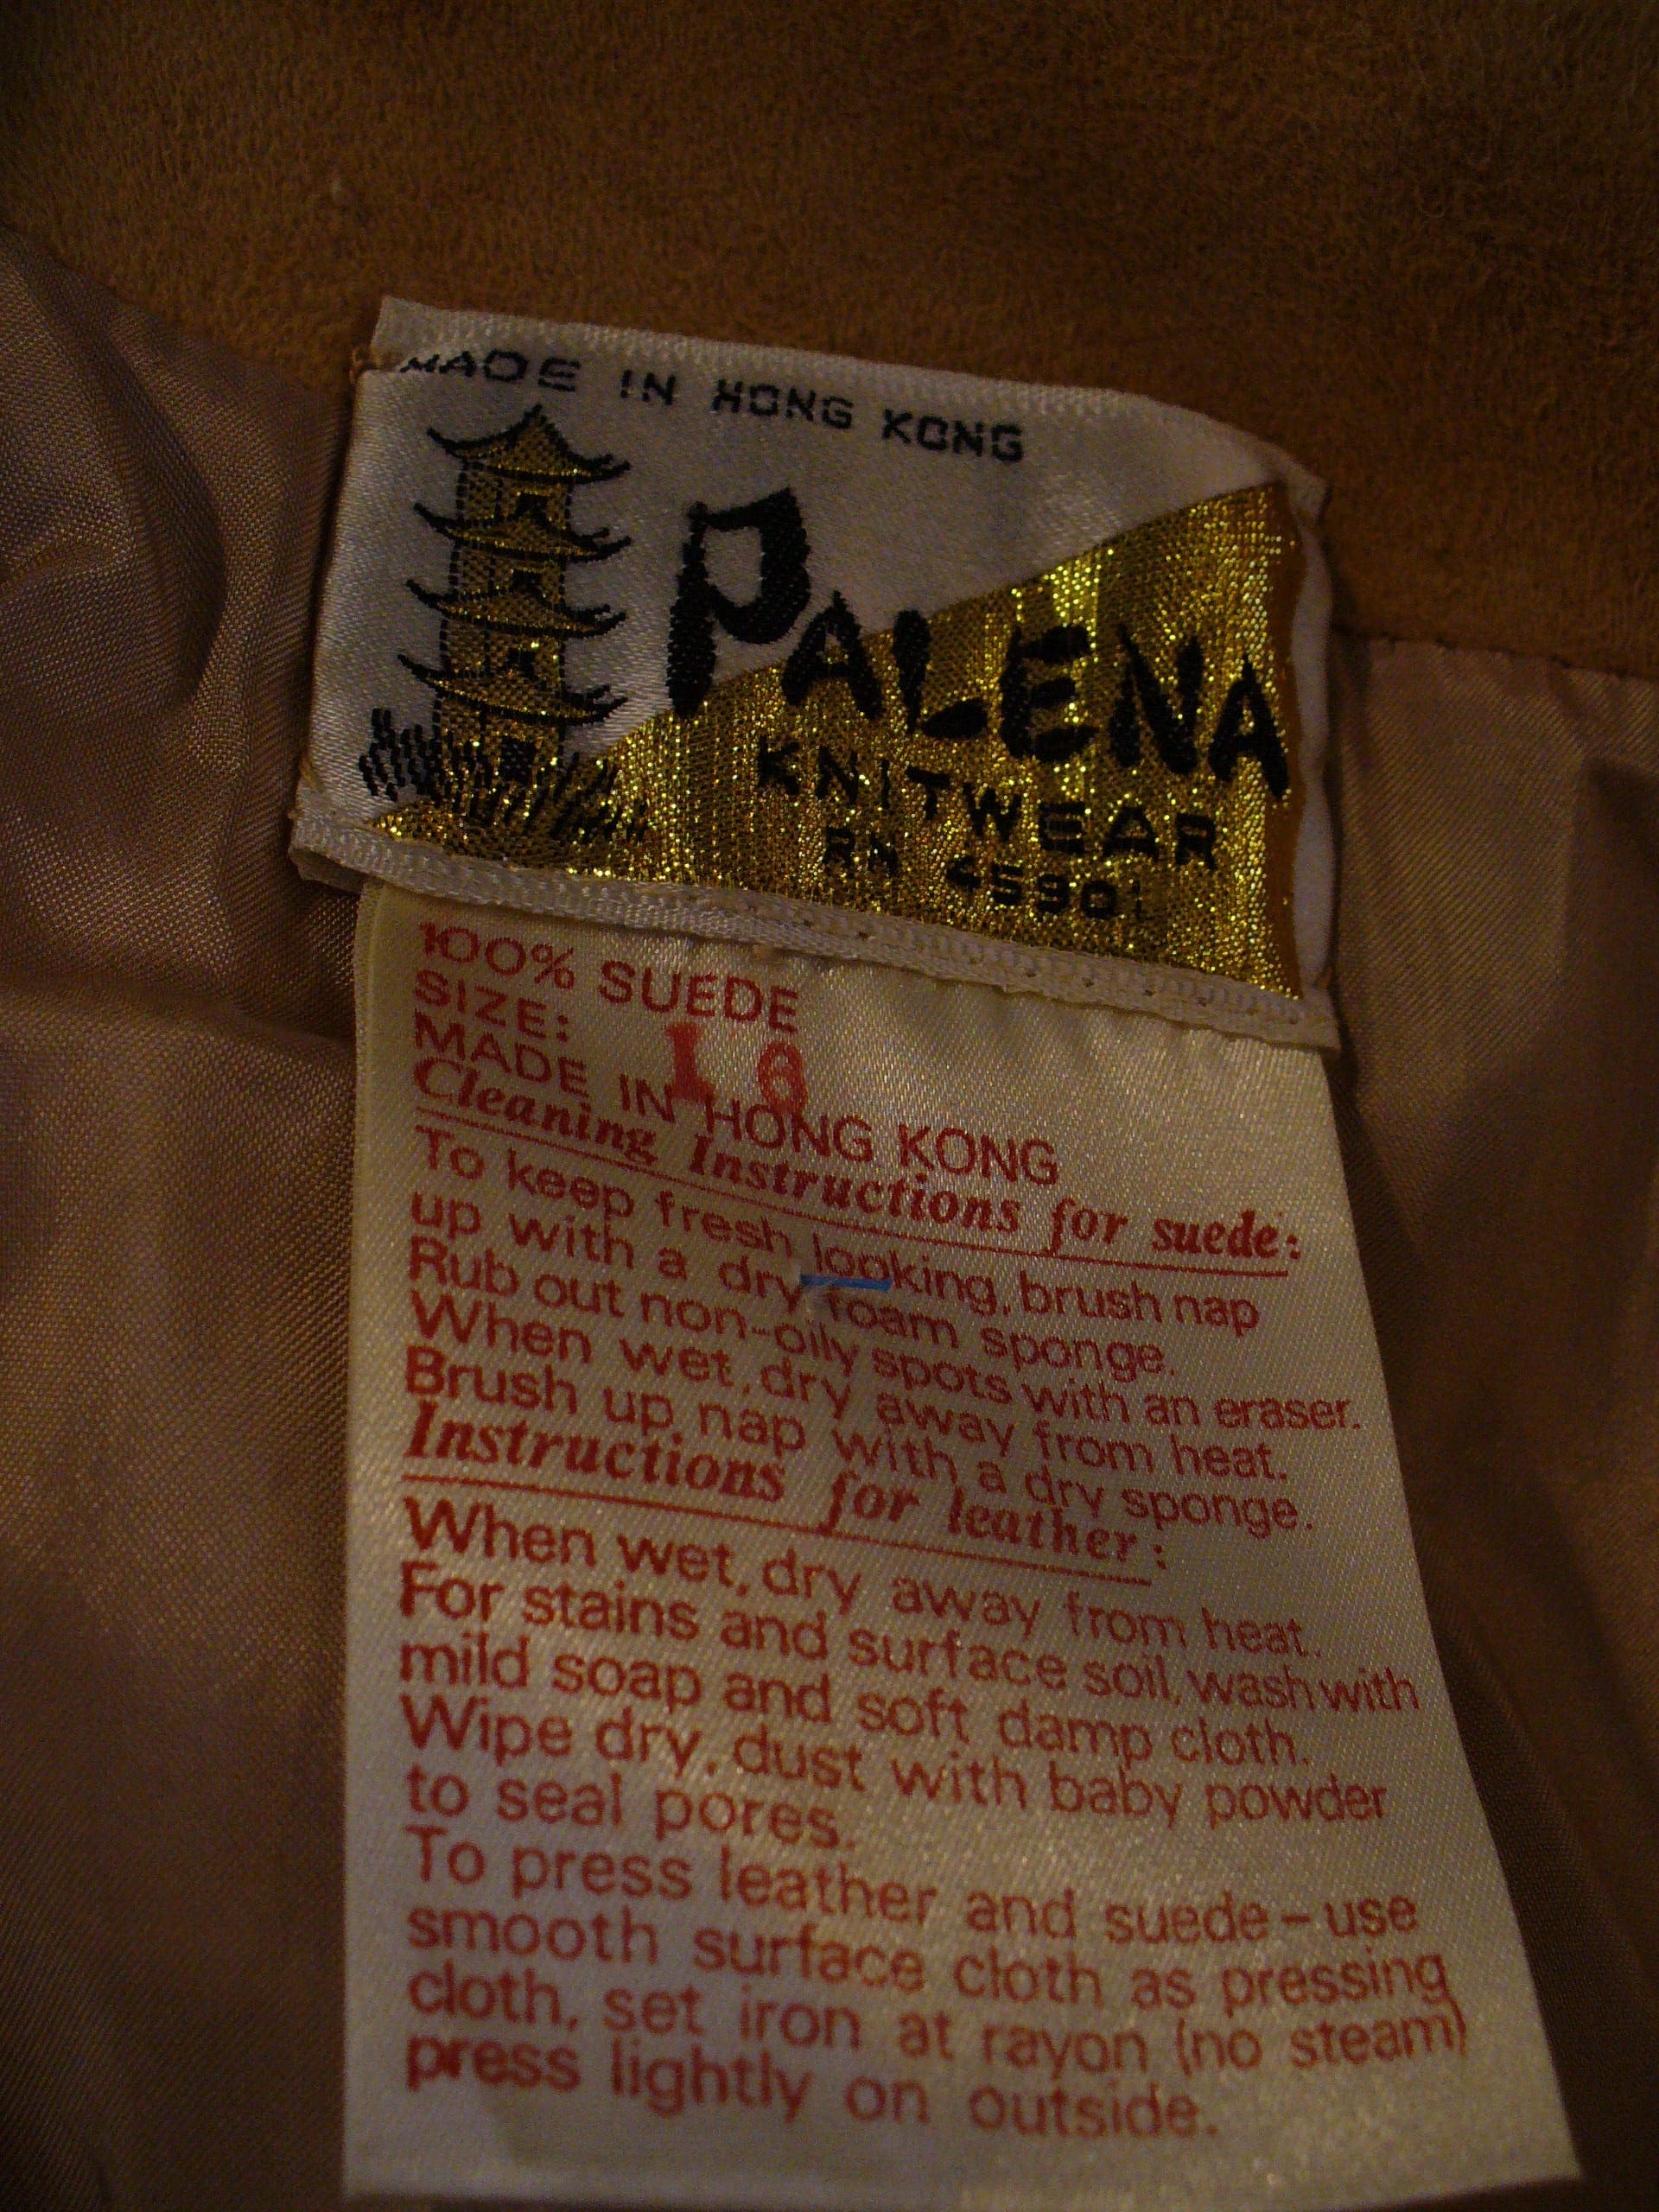 MADE IN HONG KONG
PALENA
KNITWEAR
RN 45901
100% SUEDE
SIZE: 16
MADE IN HONG KONG
Cleaning Instructions for suede:
To keep fresh looking, brush nap
up with a dry foam sponge.
Rub out non-oily spots with an eraser.
When wet, dry away from heat.
Brush up nap with a dry sponge.
Instructions for leather:
When wet, dry away from heat.
For stains and surface soil, wash with
mild soap and soft damp cloth.
Wipe dry, dust with baby powder
to seal pores.
To press leather and suede – use
smooth surface cloth as pressing
cloth, set iron at rayon (no steam)
press lightly on outside.